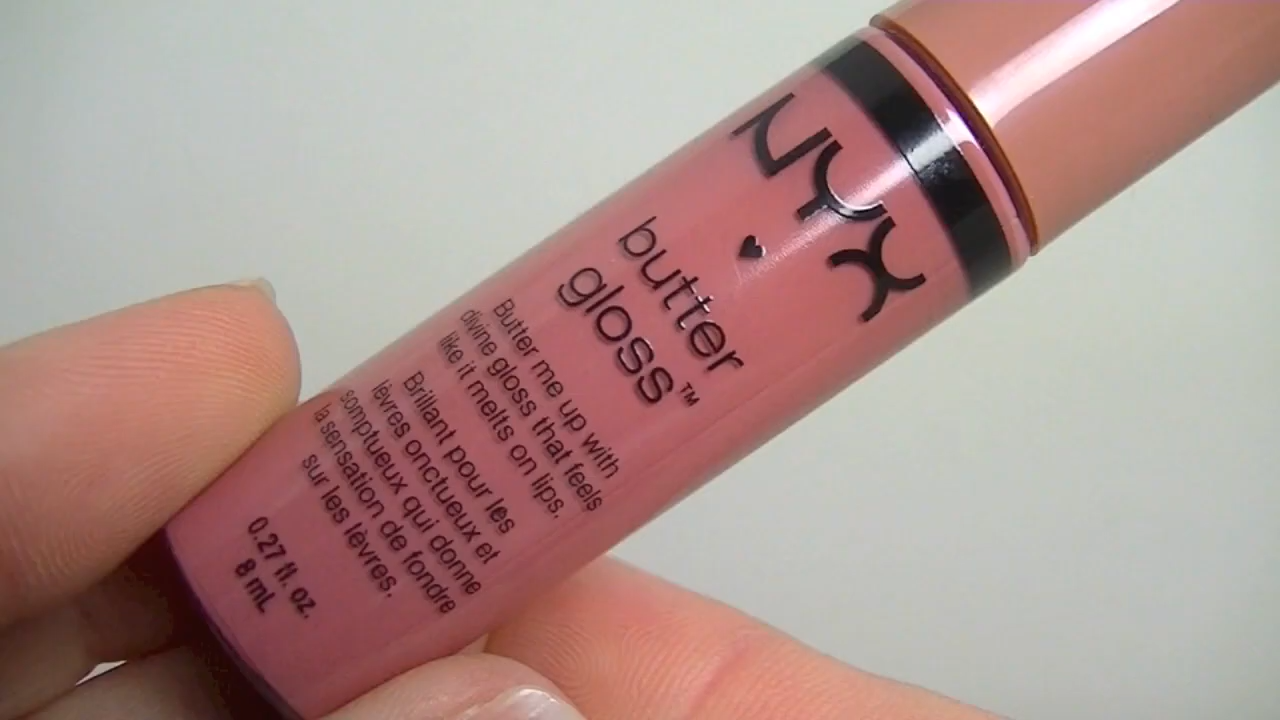 NYX
butter
gloss™
Butter me up with
divine gloss that feels
like it melts on lips.
Brillant pour les
lèvres onctueux et
somptueux qui donne
la sensation de fondre
sur les lèvres.
0.27 fl. oz.
8 mL